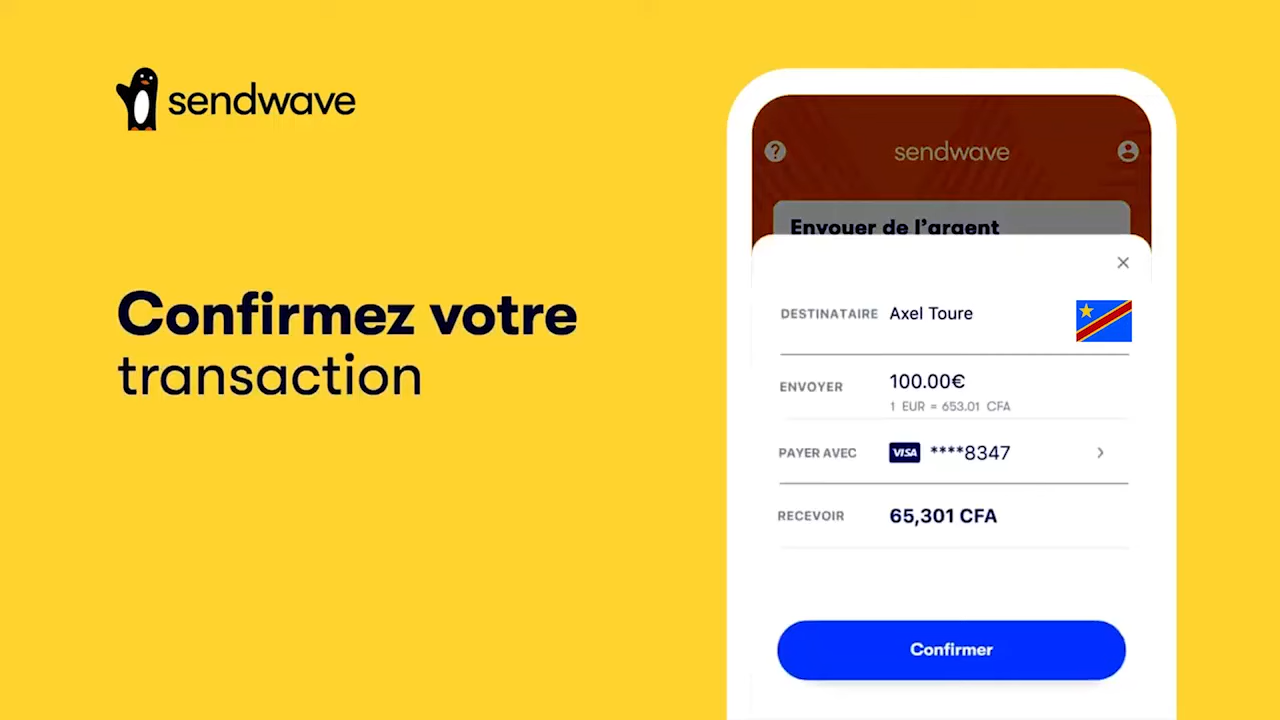 sendwave
Confirmez votre
transaction
?
sendwave
Envoyer de l'argent
DESTINATAIRE Axel Toure
ENVOYER 100.00€
1 EUR = 653.01 CFA
PAYER AVEC VISA ****8347
RECEVOIR 65,301 CFA
Confirmer